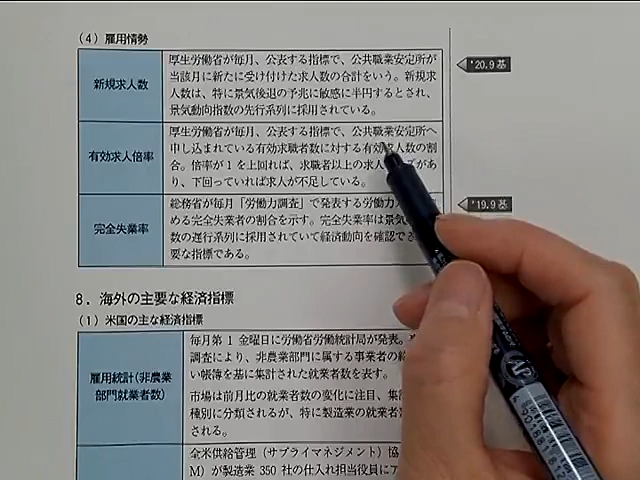 (4) 雇用情勢
新規求人数
厚生労働省が毎月、公表する指標で、公共職業安定所が
当該月に新たに受け付けた求人数の合計をいう。新規求
人数は、特に景気後退の予兆に敏感に半円するとされ、
景気動向指数の先行系列に採用されている。
'20.9基
有効求人倍率
厚生労働省が毎月、公表する指標で、公共職業安定所へ
申し込まれている有効求職者数に対する有効求人数の割
合。倍率が1を上回れば、求職者以上の求人
があ
り、下回っていれば求人が不足している。
完全失業率
総務省が毎月「労働力調査」で発表する労働力人
める完全失業者の割合を示す。完全失業率は景気
数の遅行系列に採用されていて経済動向を確認でき
要な指標である。
'19.9基
8.海外の主要な経済指標
(1) 米国の主な経済指標
雇用統計(非農業
部門就業者数)
毎月第1金曜日に労働省労働統計局が発表。
調査により、非農業部門に属する事業者の給
い帳簿を基に集計された就業者数を表す。
市場は前月比の就業者数の変化に注目、集
種別に分類されるが、特に製造業の就業者
される。
全米供給管理(サプライマネジメント)協
M)が製造業 350 社の仕入れ担当役員にア